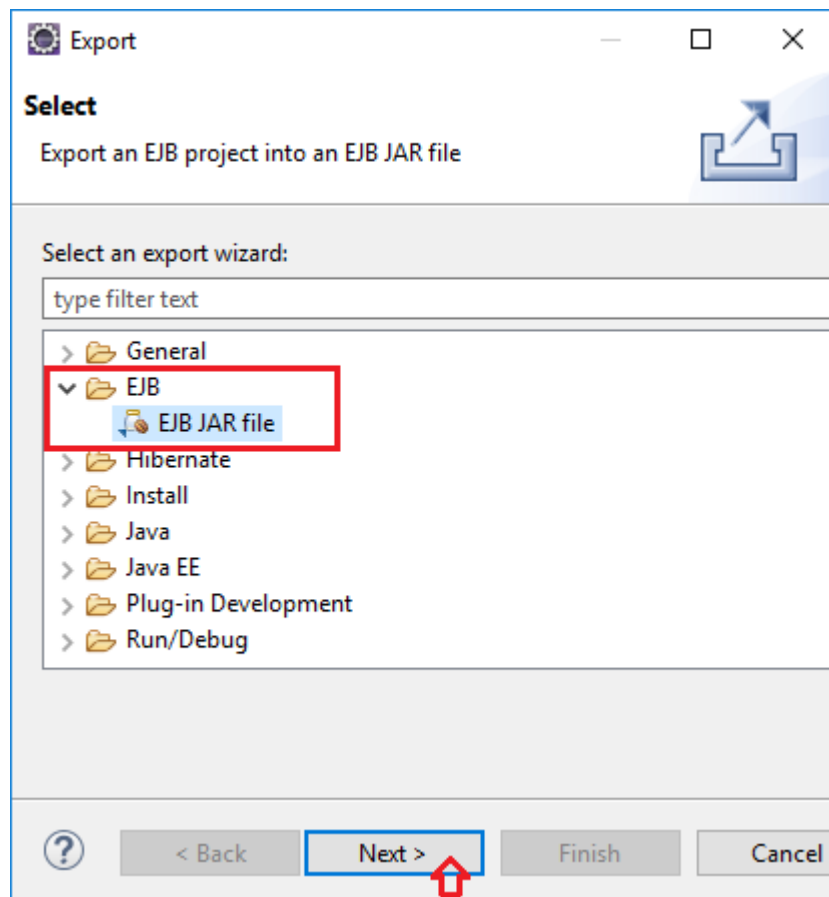 Export
Select
Export an EJB project into an EJB JAR file
Select an export wizard:
type filter text
General
EJB
EJB JAR file
Hibernate
Install
Java
Java EE
Plug-in Development
Run/Debug
? < Back Next > Finish Cancel